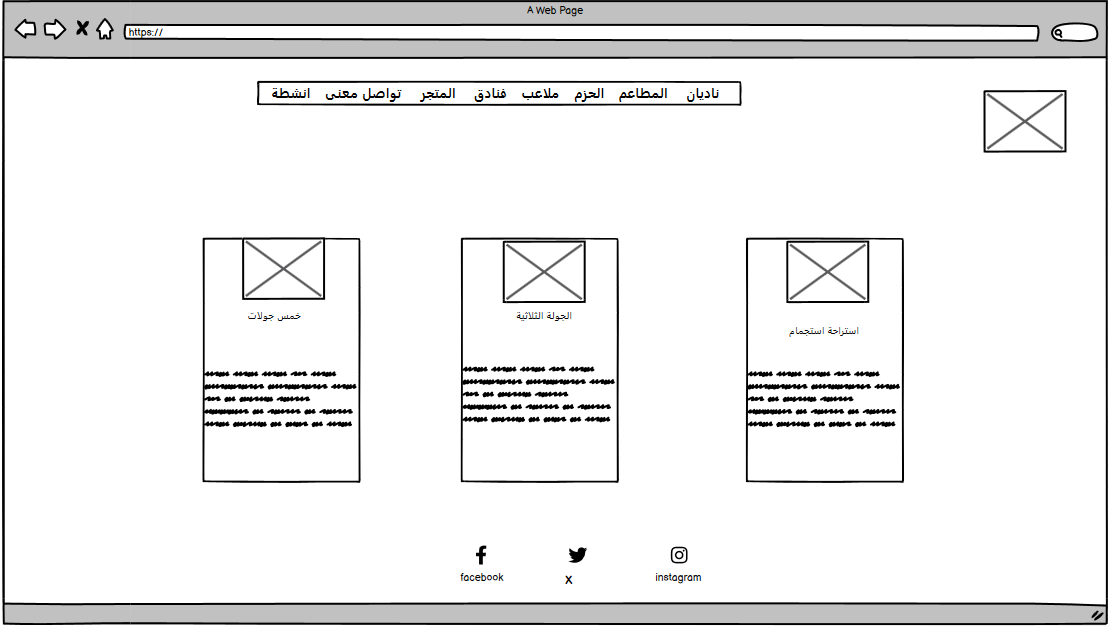 A Web Page
https://
ناديان المطاعم الحزم ملاعب فنادق المتجر تواصل معنى انشطة
استراحة استجمام
الجولة الثلاثية
خمس جولات
facebook
X
instagram